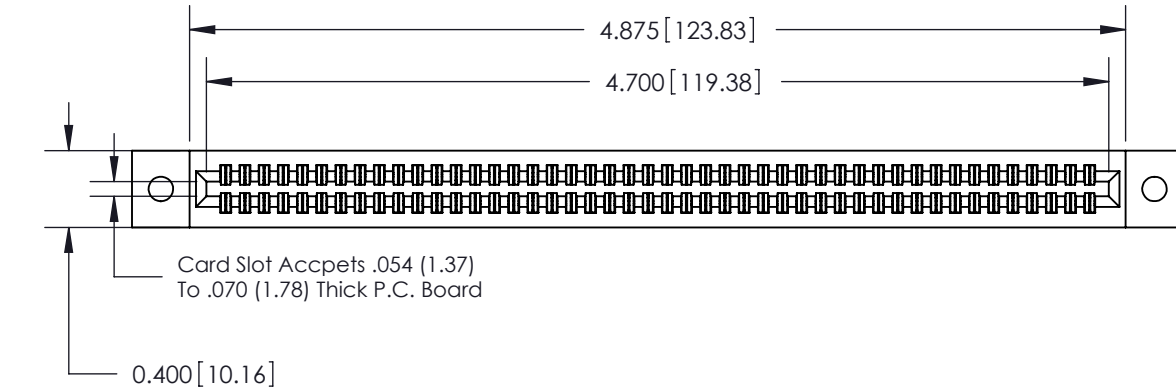 4.875[123.83]
4.700[119.38]
Card Slot Accpets .054 (1.37)
To .070 (1.78) Thick P.C. Board
0.400[10.16]